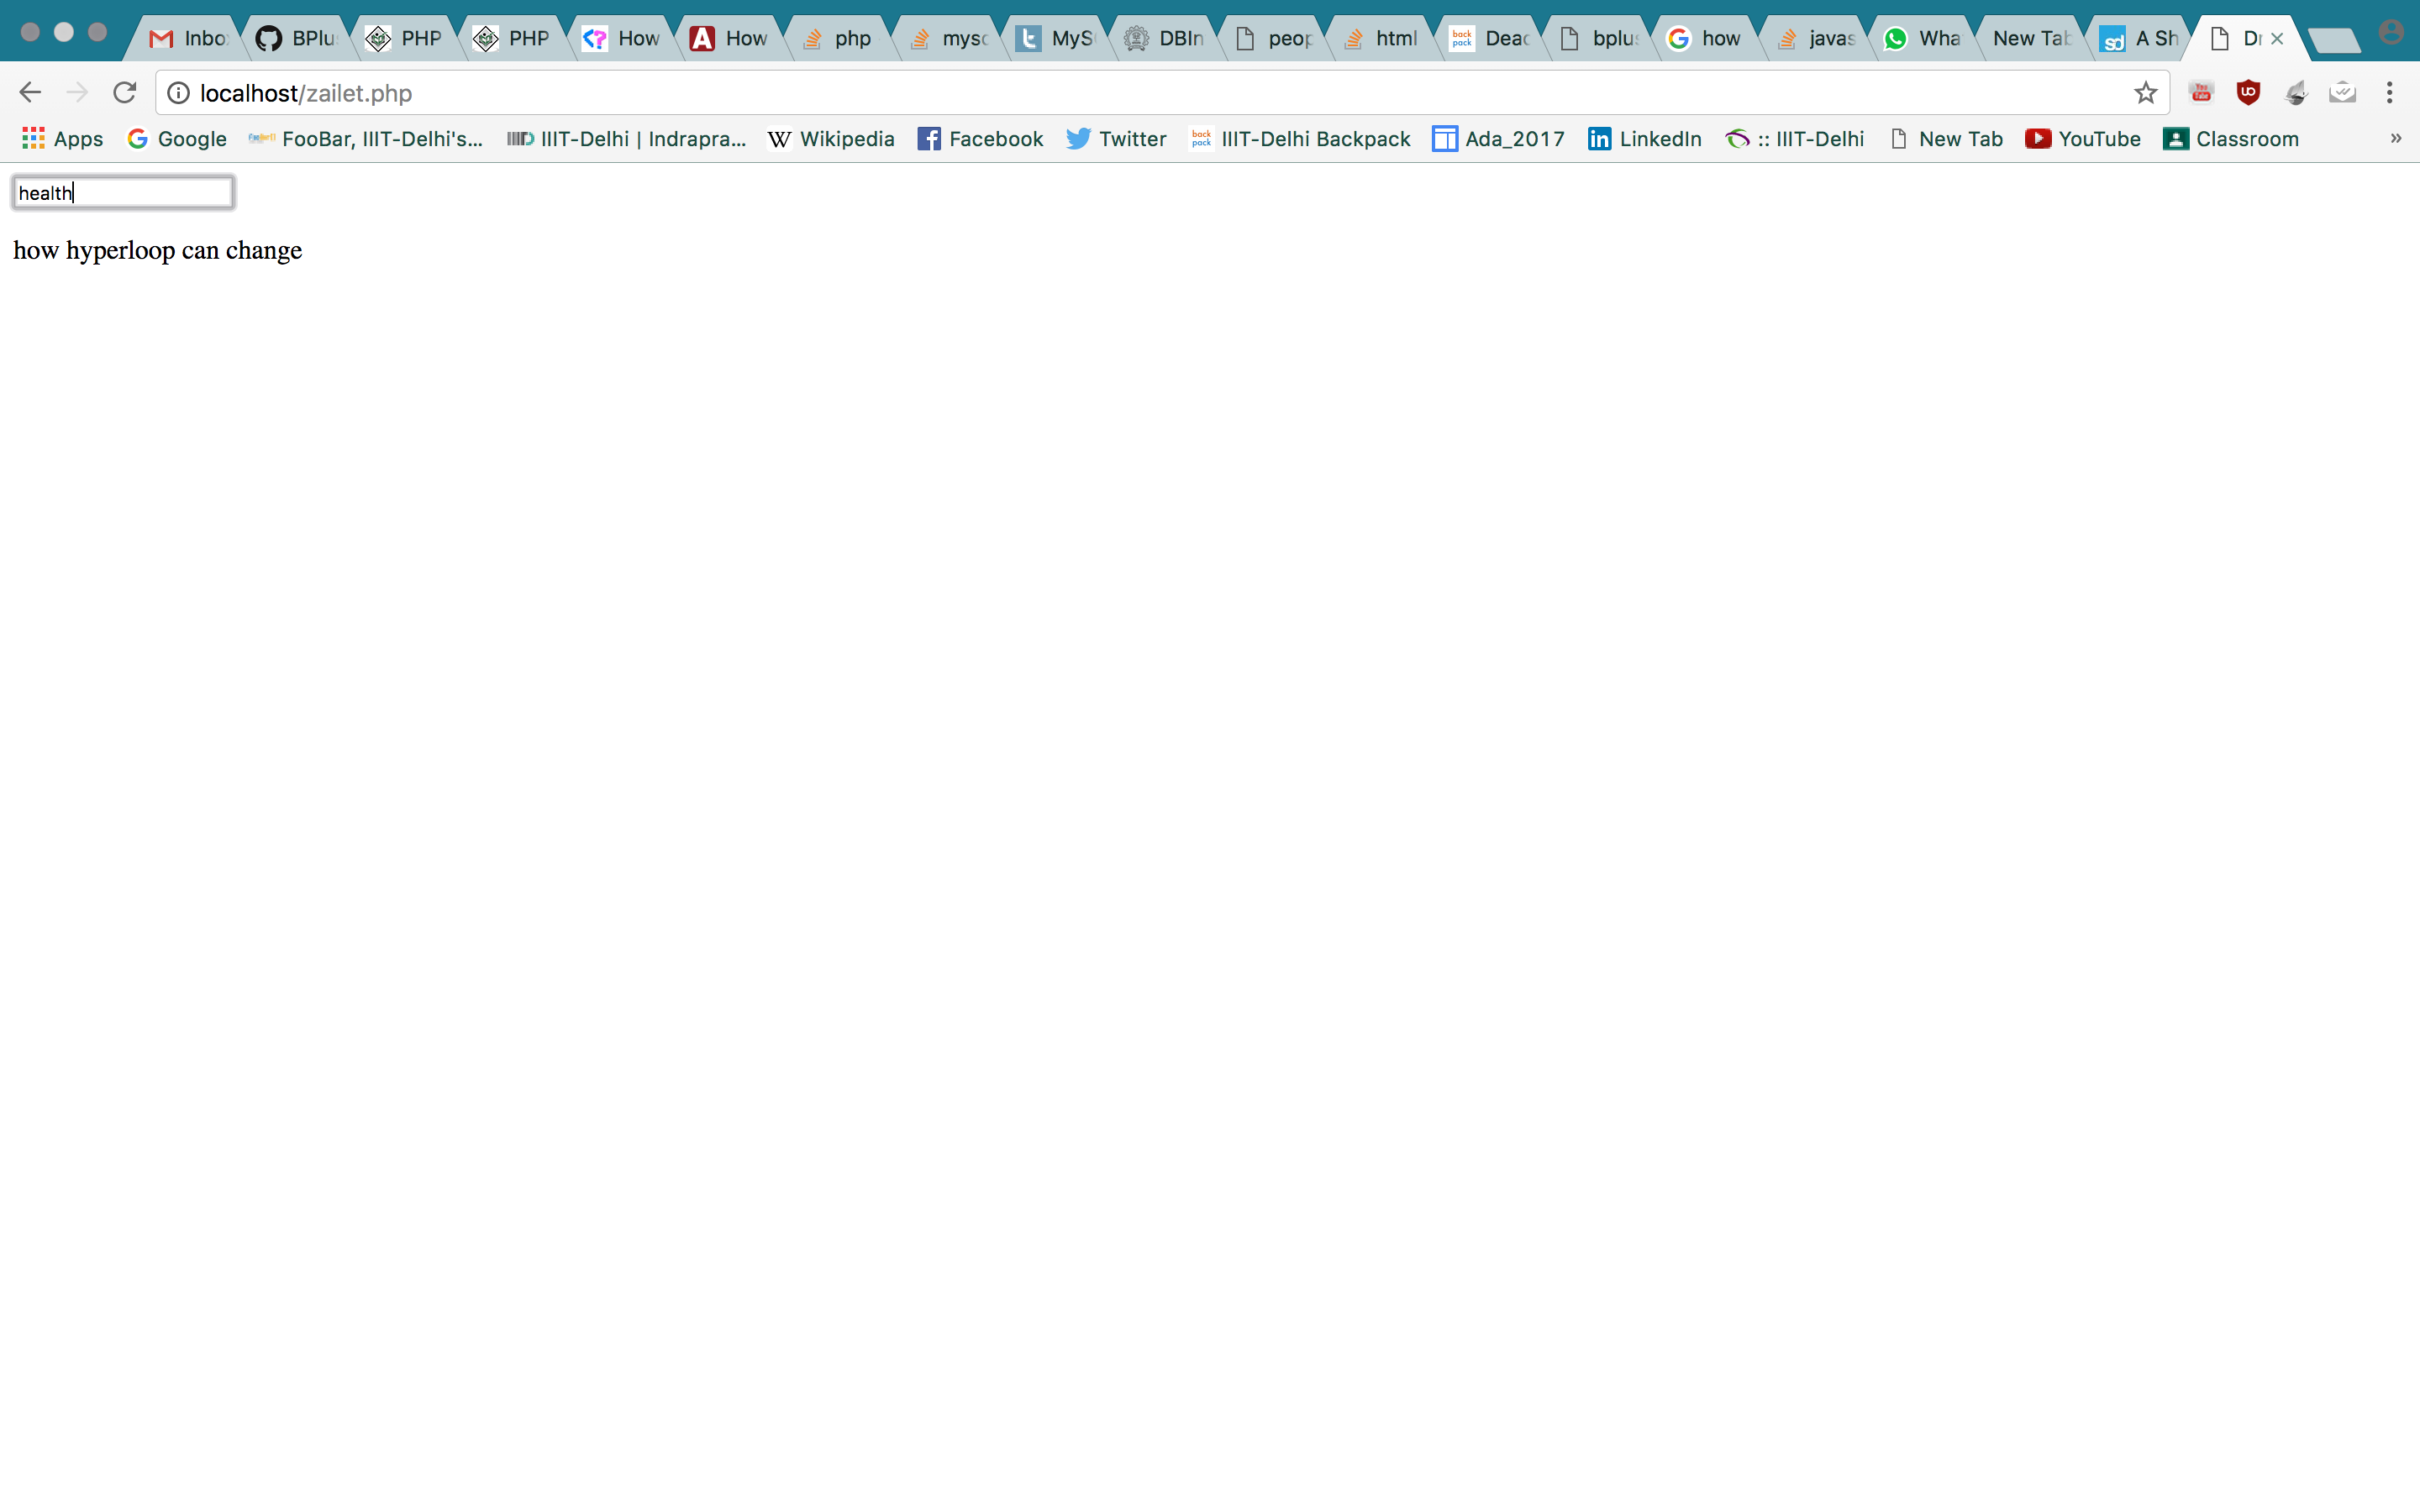 Inbo BPlu PHP PHP How How php mysc MyS DBIn peop html Deac bplus how javas Wha New Tab A Sh Dr
localhost/zailet.php
Apps Google FooBar, IIIT-Delhi's... IIIT-Delhi | Indrapra... Wikipedia Facebook Twitter IIIT-Delhi Backpack Ada_2017 LinkedIn :: IIIT-Delhi New Tab YouTube Classroom »
health
how hyperloop can change